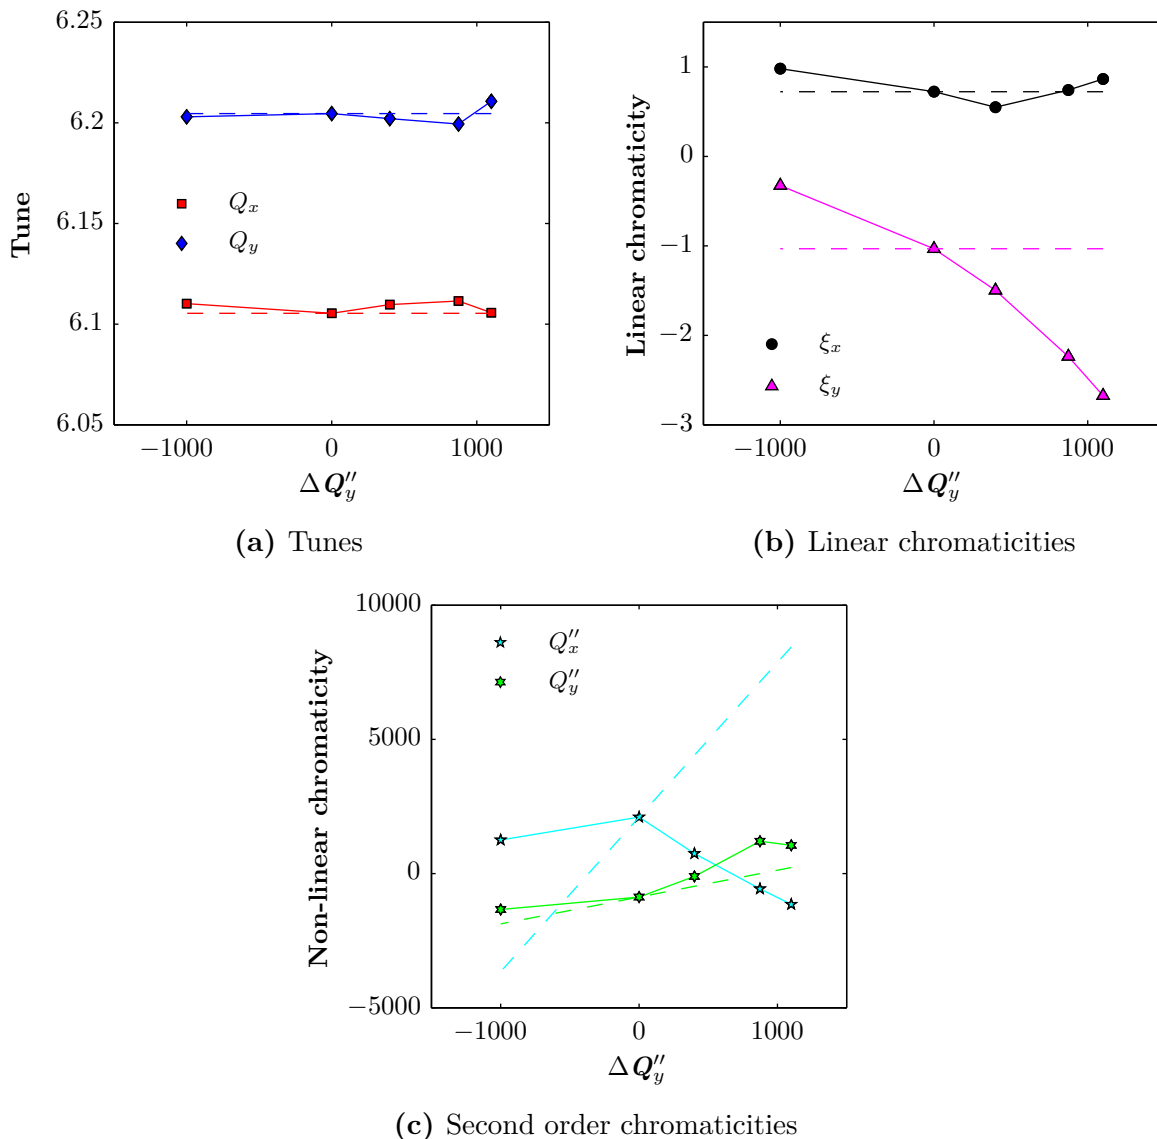 6.25
6.2
6.15
6.1
6.05
Tune
Q_x
Q_y
−1000 0 1000
ΔQ″_y
(a) Tunes
1
0
−1
−2
−3
Linear chromaticity
ξ_x
ξ_y
−1000 0 1000
ΔQ″_y
(b) Linear chromaticities
10000
5000
0
−5000
Non-linear chromaticity
Q″_x
Q″_y
−1000 0 1000
ΔQ″_y
(c) Second order chromaticities